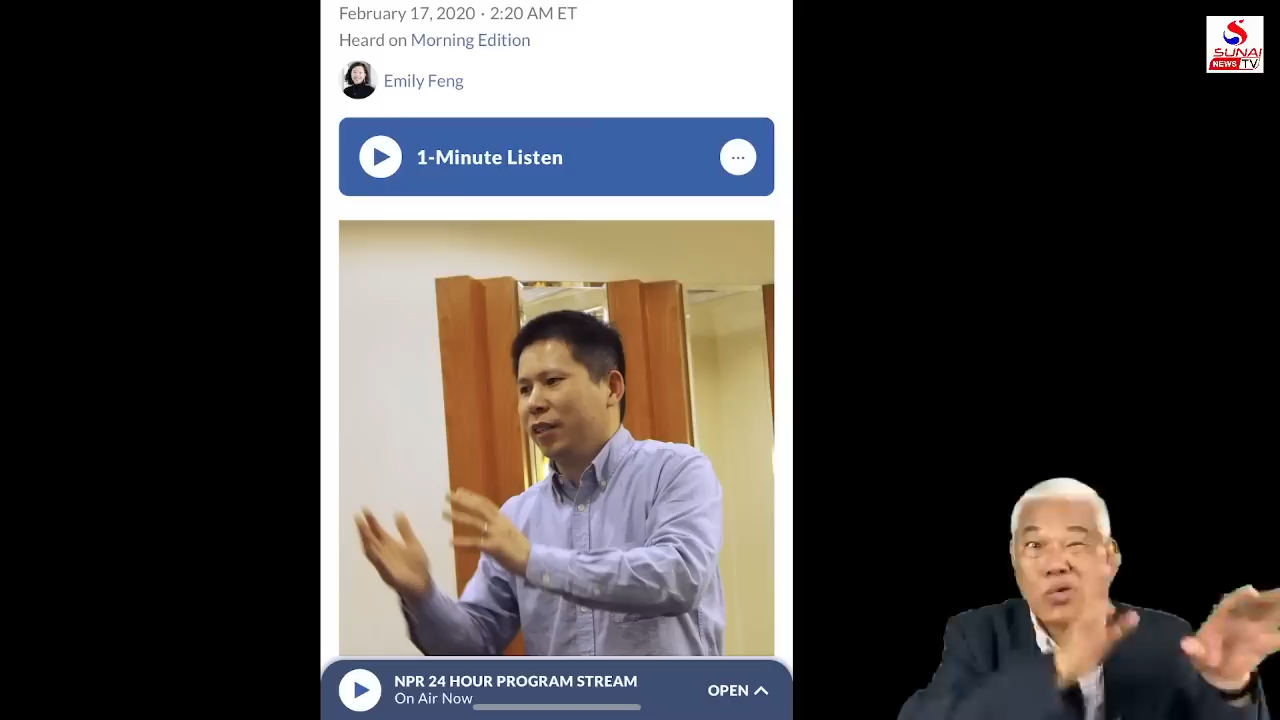 February 17, 2020 · 2:20 AM ET
Heard on Morning Edition
Emily Feng
1-Minute Listen
NPR 24 HOUR PROGRAM STREAM
On Air Now
OPEN
SUNAI
NEWS TV